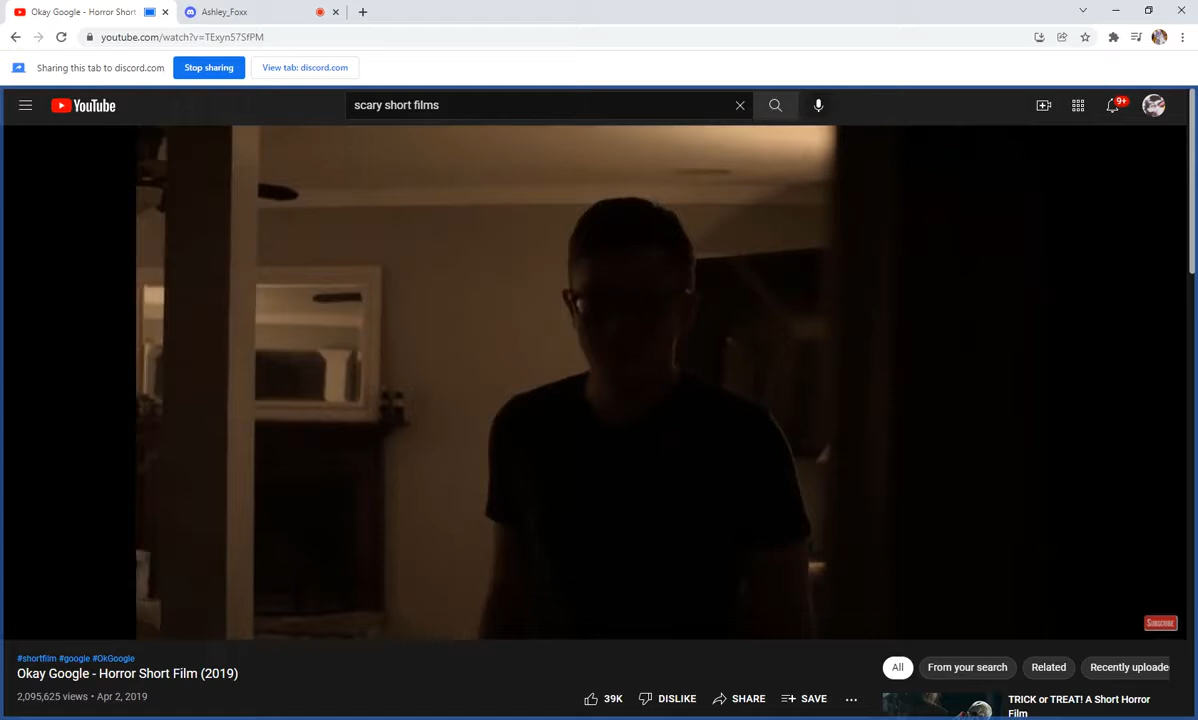 Okay Google - Horror Short
Ashley_Foxx
youtube.com/watch?v=TExyn57SfPM
Sharing this tab to discord.com
Stop sharing
View tab: discord.com
YouTube
scary short films
9+
SUBSCRIBE
#shortfilm #google #OkGoogle
Okay Google - Horror Short Film (2019)
2,095,625 views • Apr 2, 2019
39K
DISLIKE
SHARE
SAVE
All
From your search
Related
Recently uploade
TRICK or TREAT! A Short Horror
Film